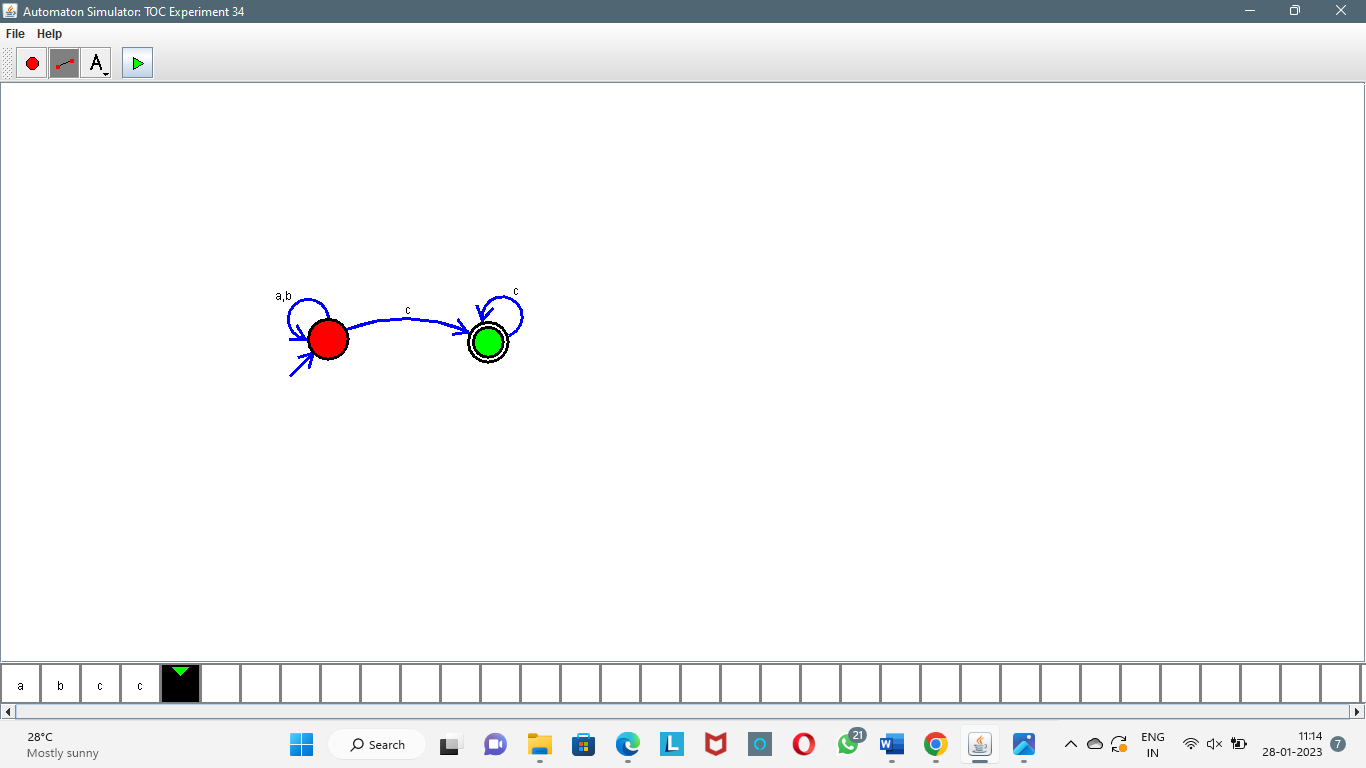 Automaton Simulator: TOC Experiment 34
File Help
A
a,b
c
c
a b c c
28°C
Mostly sunny
Search
21
ENG
IN
11:14
28-01-2023
7